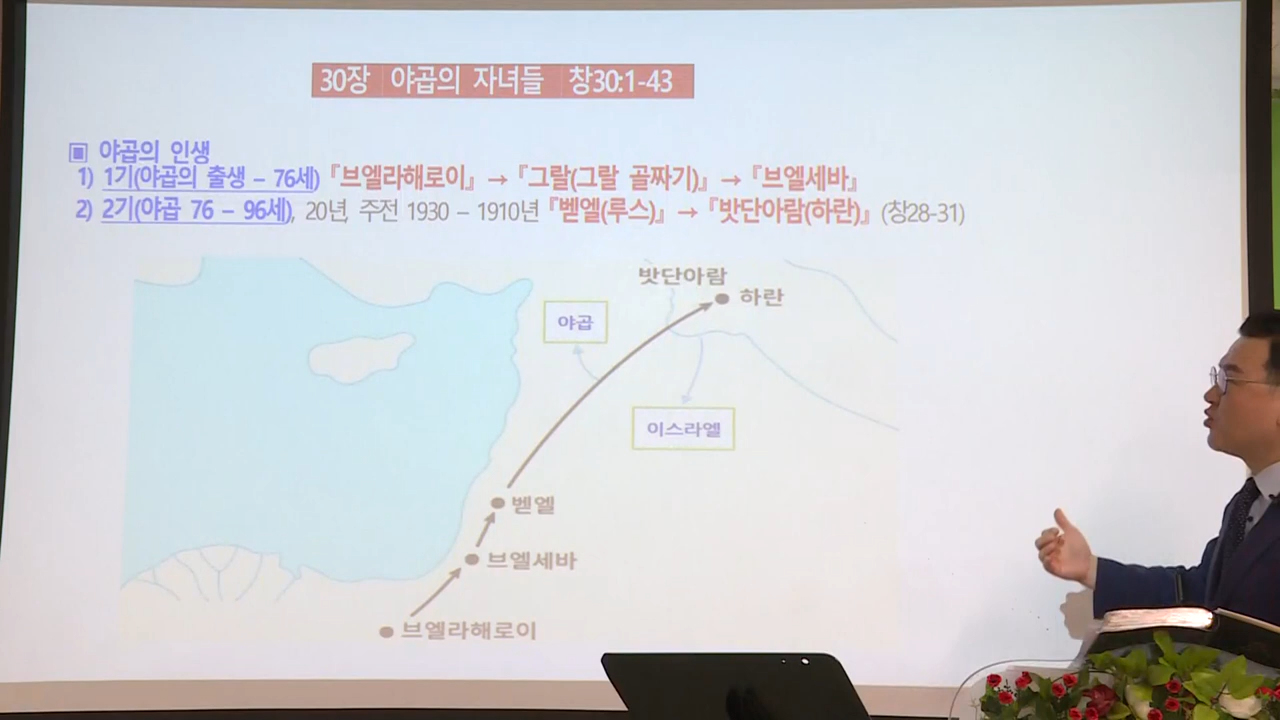 30장 야곱의 자녀들 창30:1-43
▣ 야곱의 인생
1) 1기(야곱의 출생 – 76세)『브엘라해로이』→『그랄(그랄 골짜기)』→『브엘세바』
2) 2기(야곱 76 – 96세), 20년, 주전 1930 – 1910년『벧엘(루스)』→『밧단아람(하란)』(창28-31)
밧단아람
하란
야곱
이스라엘
벧엘
브엘세바
브엘라해로이